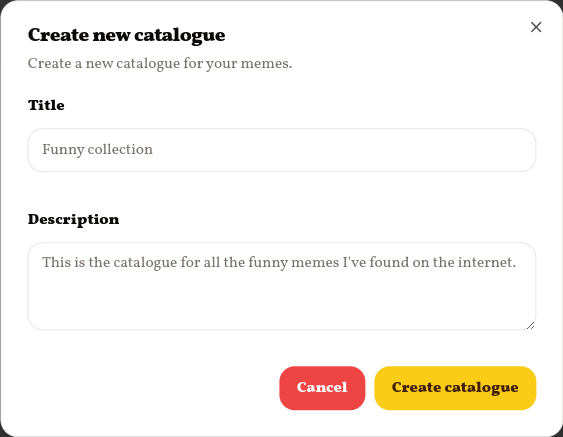 Create new catalogue
Create a new catalogue for your memes.
Title
Funny collection
Description
This is the catalogue for all the funny memes I've found on the internet.
Cancel
Create catalogue